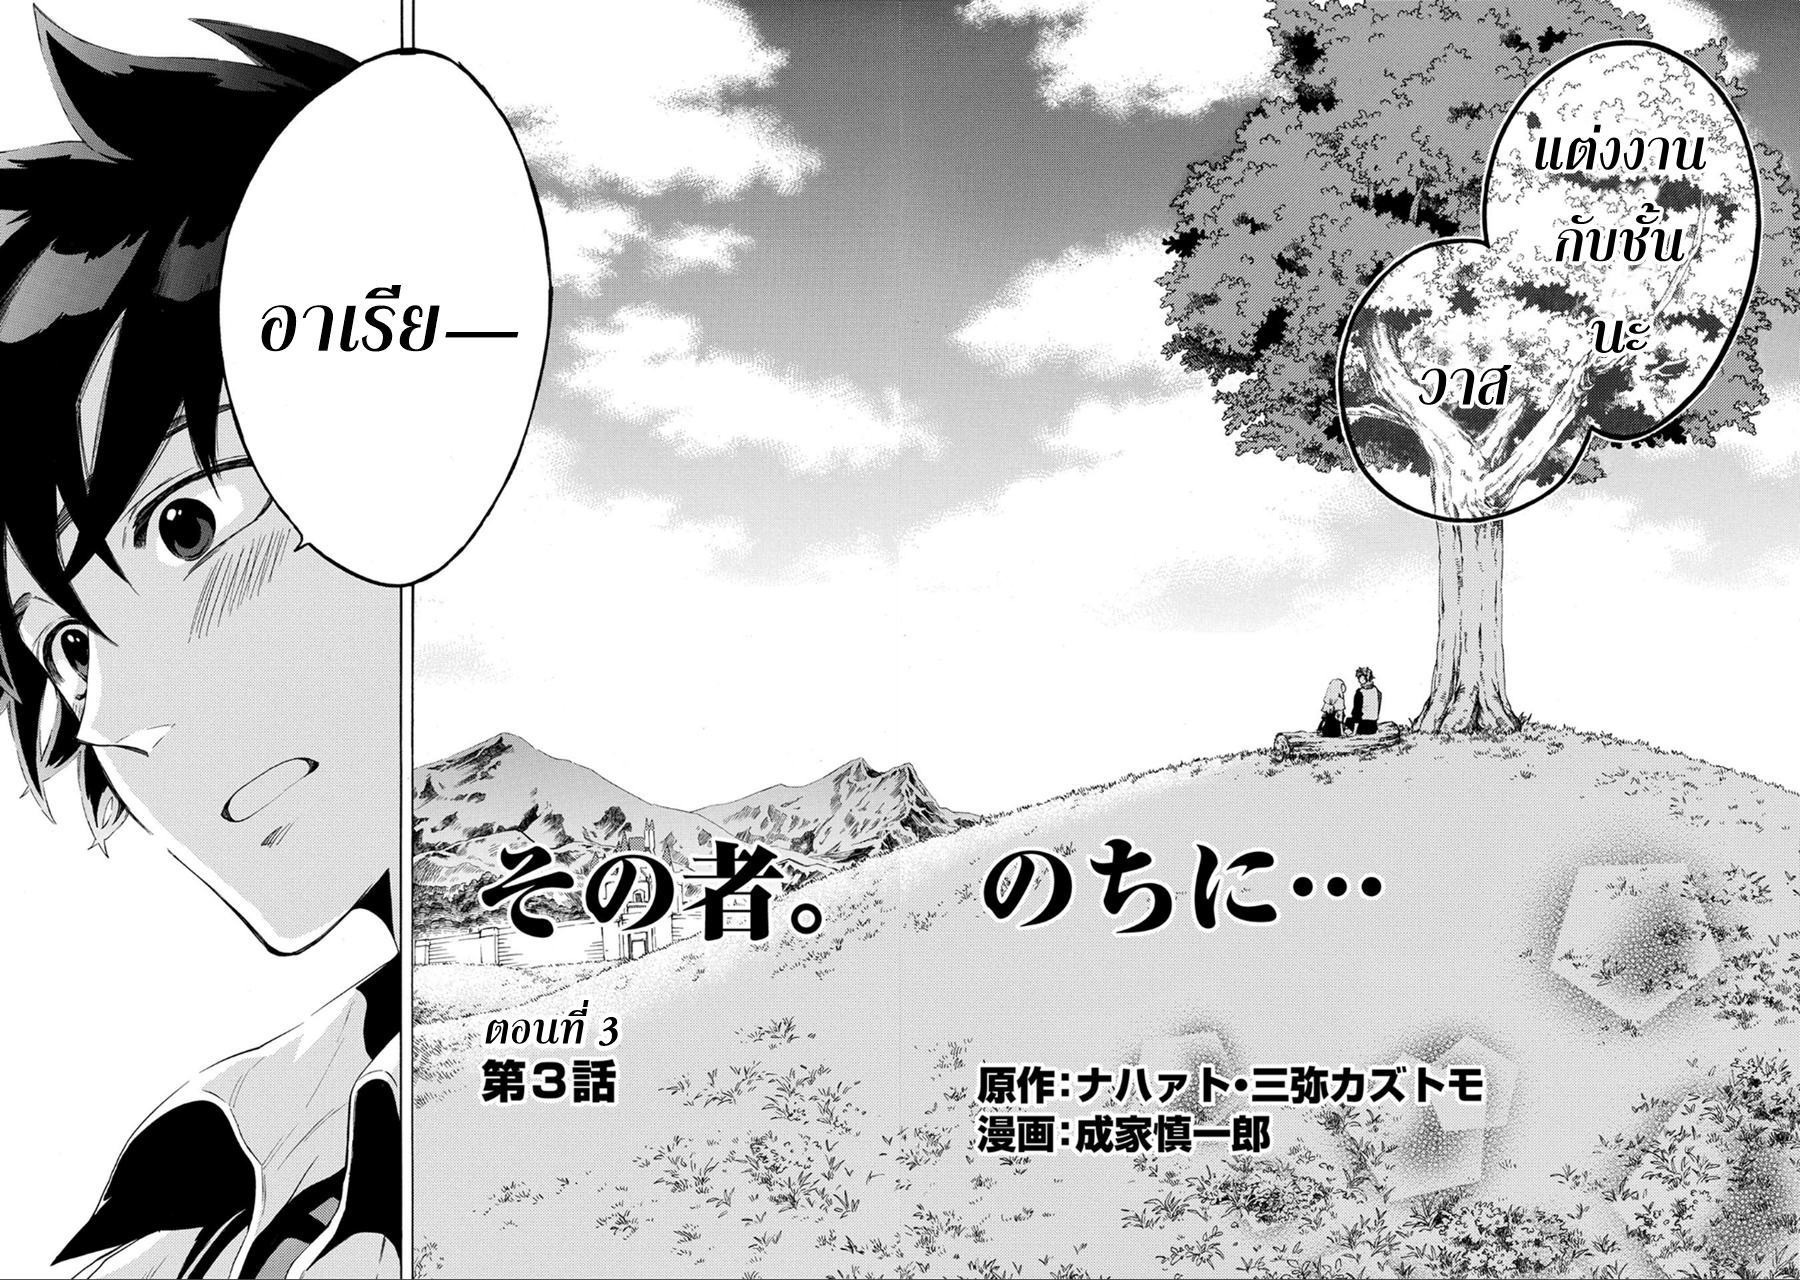 แต่งงาน
กับชั้น
นะ
วาส
อาเรีย—
その者。 のちに…
ตอนที่ 3
第3話
原作：ナハァト・三弥カズトモ
漫画：成家慎一郎